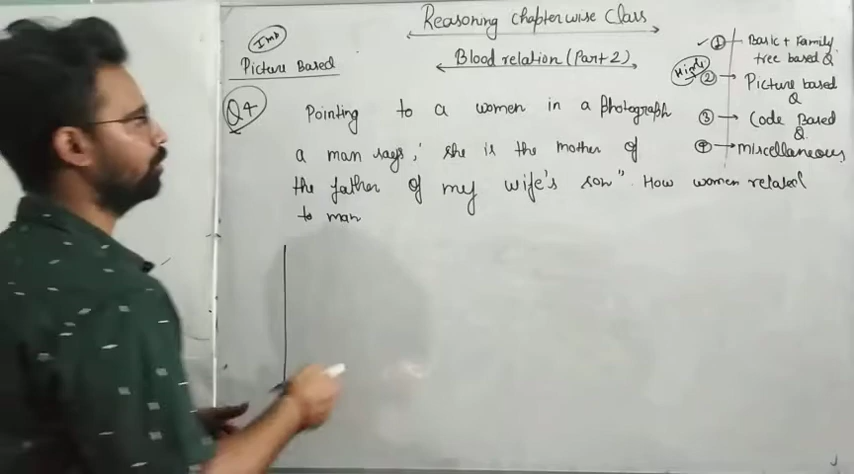 Reasoning chapterwise Class
Imp
Picture Based
Blood relation (Part 2)
① Basic + Family
tree based Q.
② → Picture based
Q
③ → Code Based
Q.
④ → miscellaneous
Q4
Pointing to a women in a Photograph
a man says, "she is the mother of
the father of my wife's son". How women related
to man